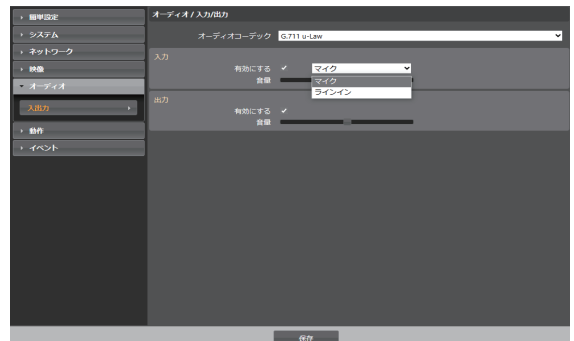 簡単設定
システム
ネットワーク
映像
オーディオ
入出力
動作
イベント
オーディオ / 入力/出力
オーディオコーデック G.711 u-Law
入力
有効にする マイク
音量
マイク
ラインイン
出力
有効にする
音量
保存